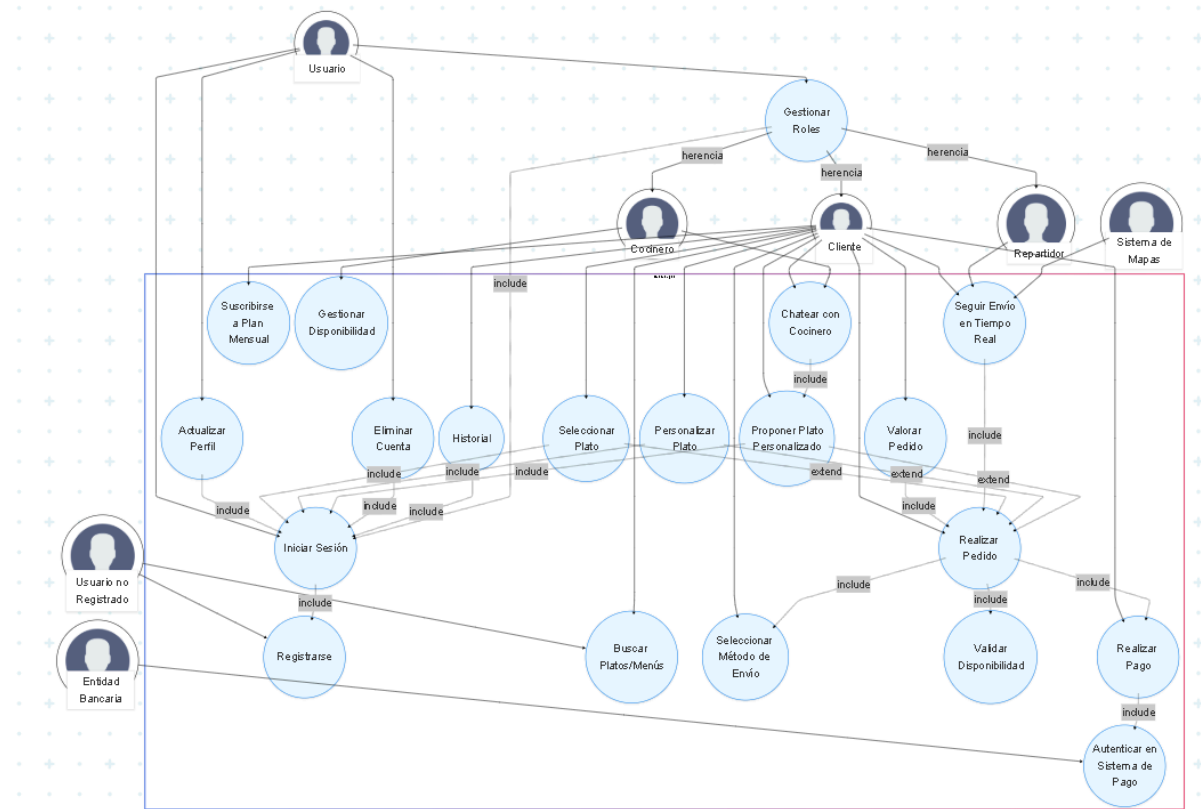 Usuario
Gestionar
Roles
herencia
herencia
herencia
Cocinero
Cliente
Repartidor
Sistema de
Mapas
include
Suscribirse
a Plan
Mensual
Gestionar
Disponibilidad
Chatear con
Cocinero
Seguir Envío
en Tiempo
Real
include
Actualizar
Perfil
Eliminar
Cuenta
Historial
Seleccionar
Plato
Personalizar
Plato
Proponer Plato
Personalizado
Valorar
Pedido
include
include
include
include
extend
extend
extend
include
include
include
include
Iniciar Sesión
Realizar
Pedido
Usuario no
Registrado
include
include
include
include
Registrarse
Buscar
Platos/Menús
Seleccionar
Método de
Envío
Validar
Disponibilidad
Realizar
Pago
Entidad
Bancaria
include
Autenticar en
Sistema de
Pago